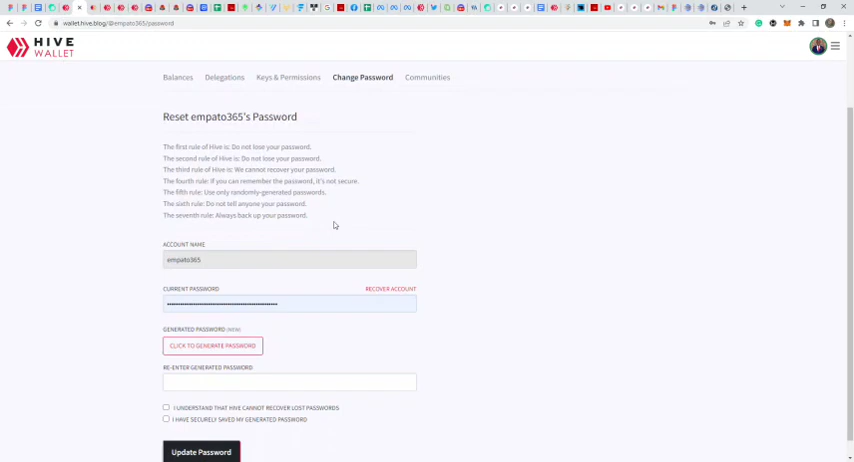 wallet.hive.blog/@empato365/password
HIVE
WALLET
Balances Delegations Keys & Permissions Change Password Communities
Reset empato365's Password
The first rule of Hive is: Do not lose your password.
The second rule of Hive is: Do not lose your password.
The third rule of Hive is: We cannot recover your password.
The fourth rule: If you can remember the password, it's not secure.
The fifth rule: Use only randomly-generated passwords.
The sixth rule: Do not tell anyone your password.
The seventh rule: Always back up your password.
ACCOUNT NAME
empato365
CURRENT PASSWORD RECOVER ACCOUNT
GENERATED PASSWORD (NEW)
CLICK TO GENERATE PASSWORD
RE-ENTER GENERATED PASSWORD
I UNDERSTAND THAT HIVE CANNOT RECOVER LOST PASSWORDS
I HAVE SECURELY SAVED MY GENERATED PASSWORD
Update Password